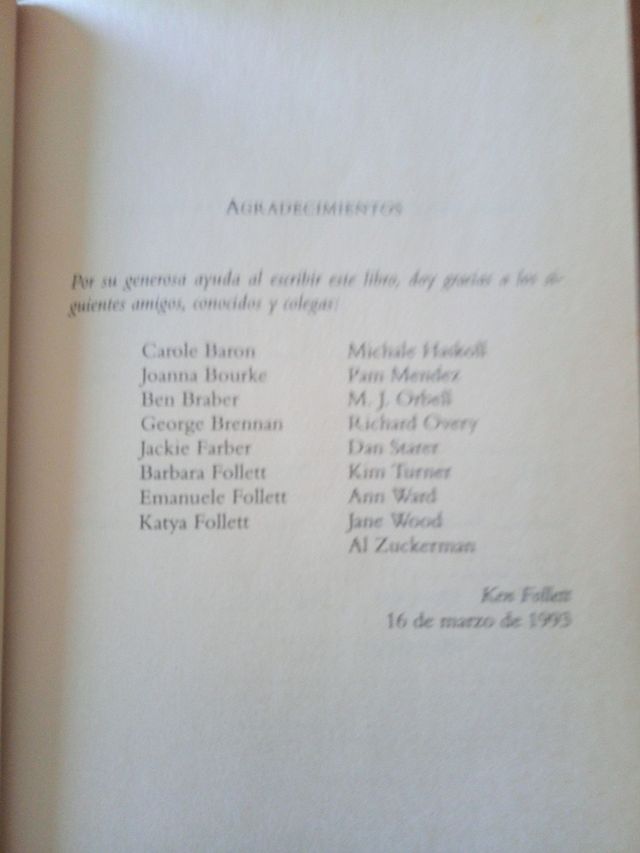 AGRADECIMIENTOS
Por su generosa ayuda al escribir este libro, doy gracias a los si-
guientes amigos, conocidos y colegas:
Carole Baron
Joanna Bourke
Ben Braber
George Brennan
Jackie Farber
Barbara Follett
Emanuele Follett
Katya Follett
Michale Haskoll
Pam Mendez
M. J. Orbell
Richard Overy
Dan Starer
Kim Turner
Ann Ward
Jane Wood
Al Zuckerman
Ken Follett
16 de marzo de